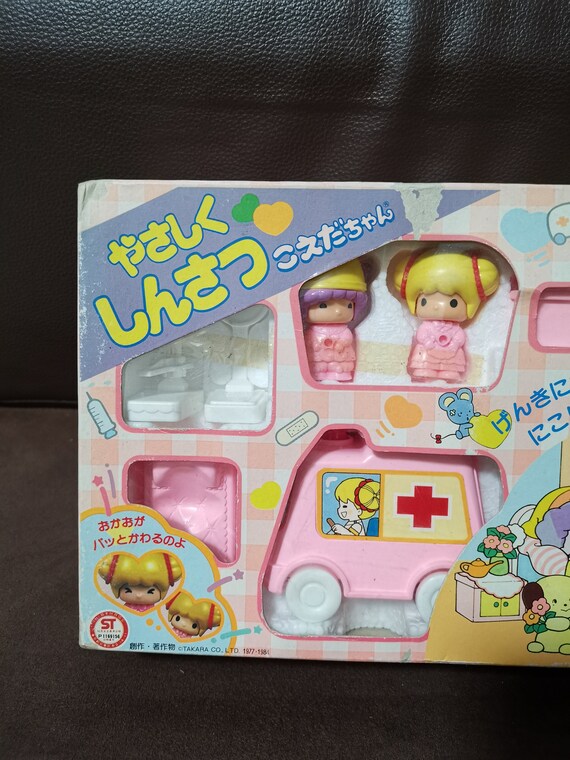 やさしく
しんさつ
こえだちゃん®
げんきに
にこ
おかおが
パッとかわるのよ
ST
創作・著作物 ©TAKARA CO., LTD. 1977-198